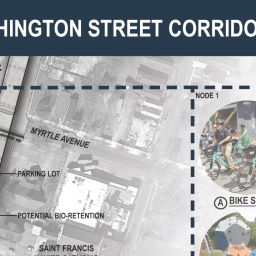 HINGTON STREET CORRIDO
NODE 1
MYRTLE AVENUE
PARKING LOT
A BIKE S
POTENTIAL BIO-RETENTION
SAINT FRANCIS